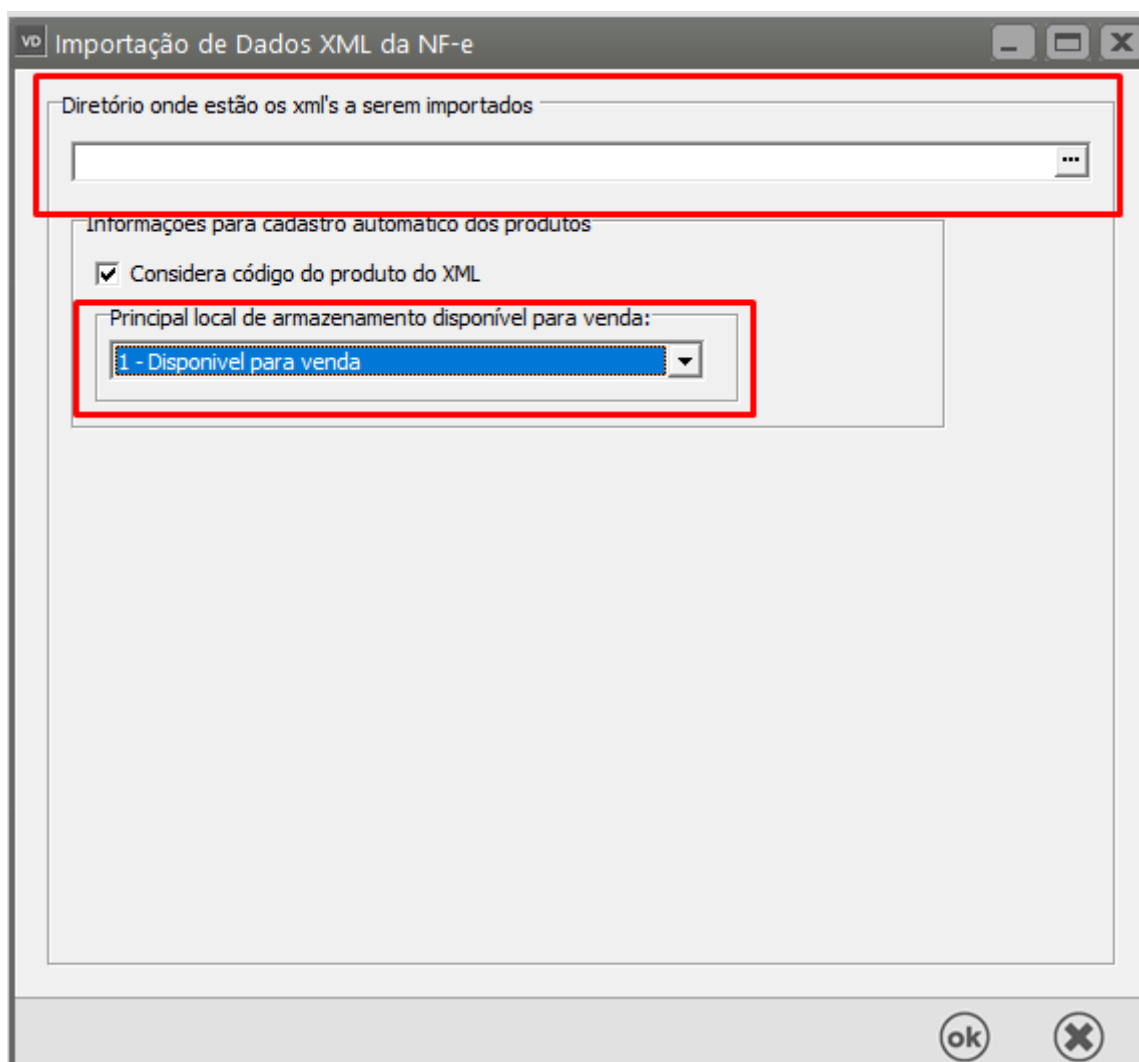 VD Importação de Dados XML da NF-e
Diretório onde estão os xml's a serem importados
...
Informações para cadastro automático dos produtos
Considera código do produto do XML
Principal local de armazenamento disponível para venda:
1 - Disponivel para venda
ok